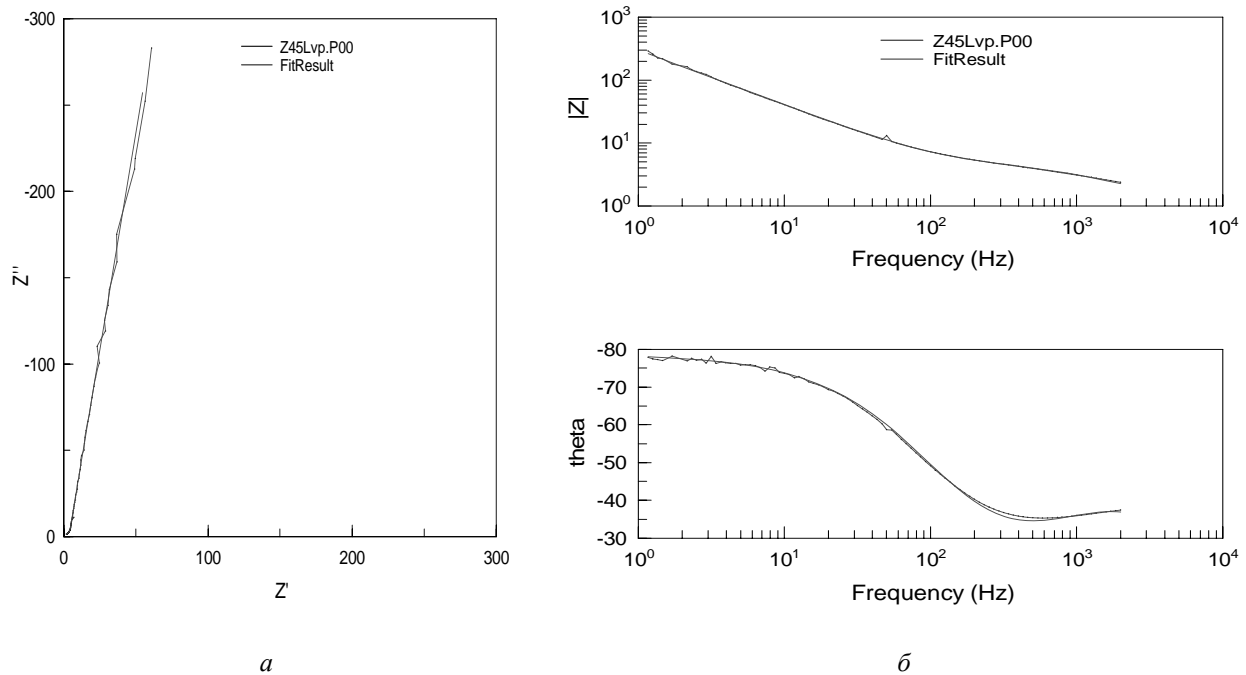 -300
-200
-100
0
Z''
0 100 200 300
Z'
Z45Lvp.P00
FitResult
а
10³
10²
10¹
10⁰
|Z|
10⁰ 10¹ 10² 10³ 10⁴
Frequency (Hz)
Z45Lvp.P00
FitResult
-80
-70
-60
-50
-40
-30
theta
10⁰ 10¹ 10² 10³ 10⁴
Frequency (Hz)
б